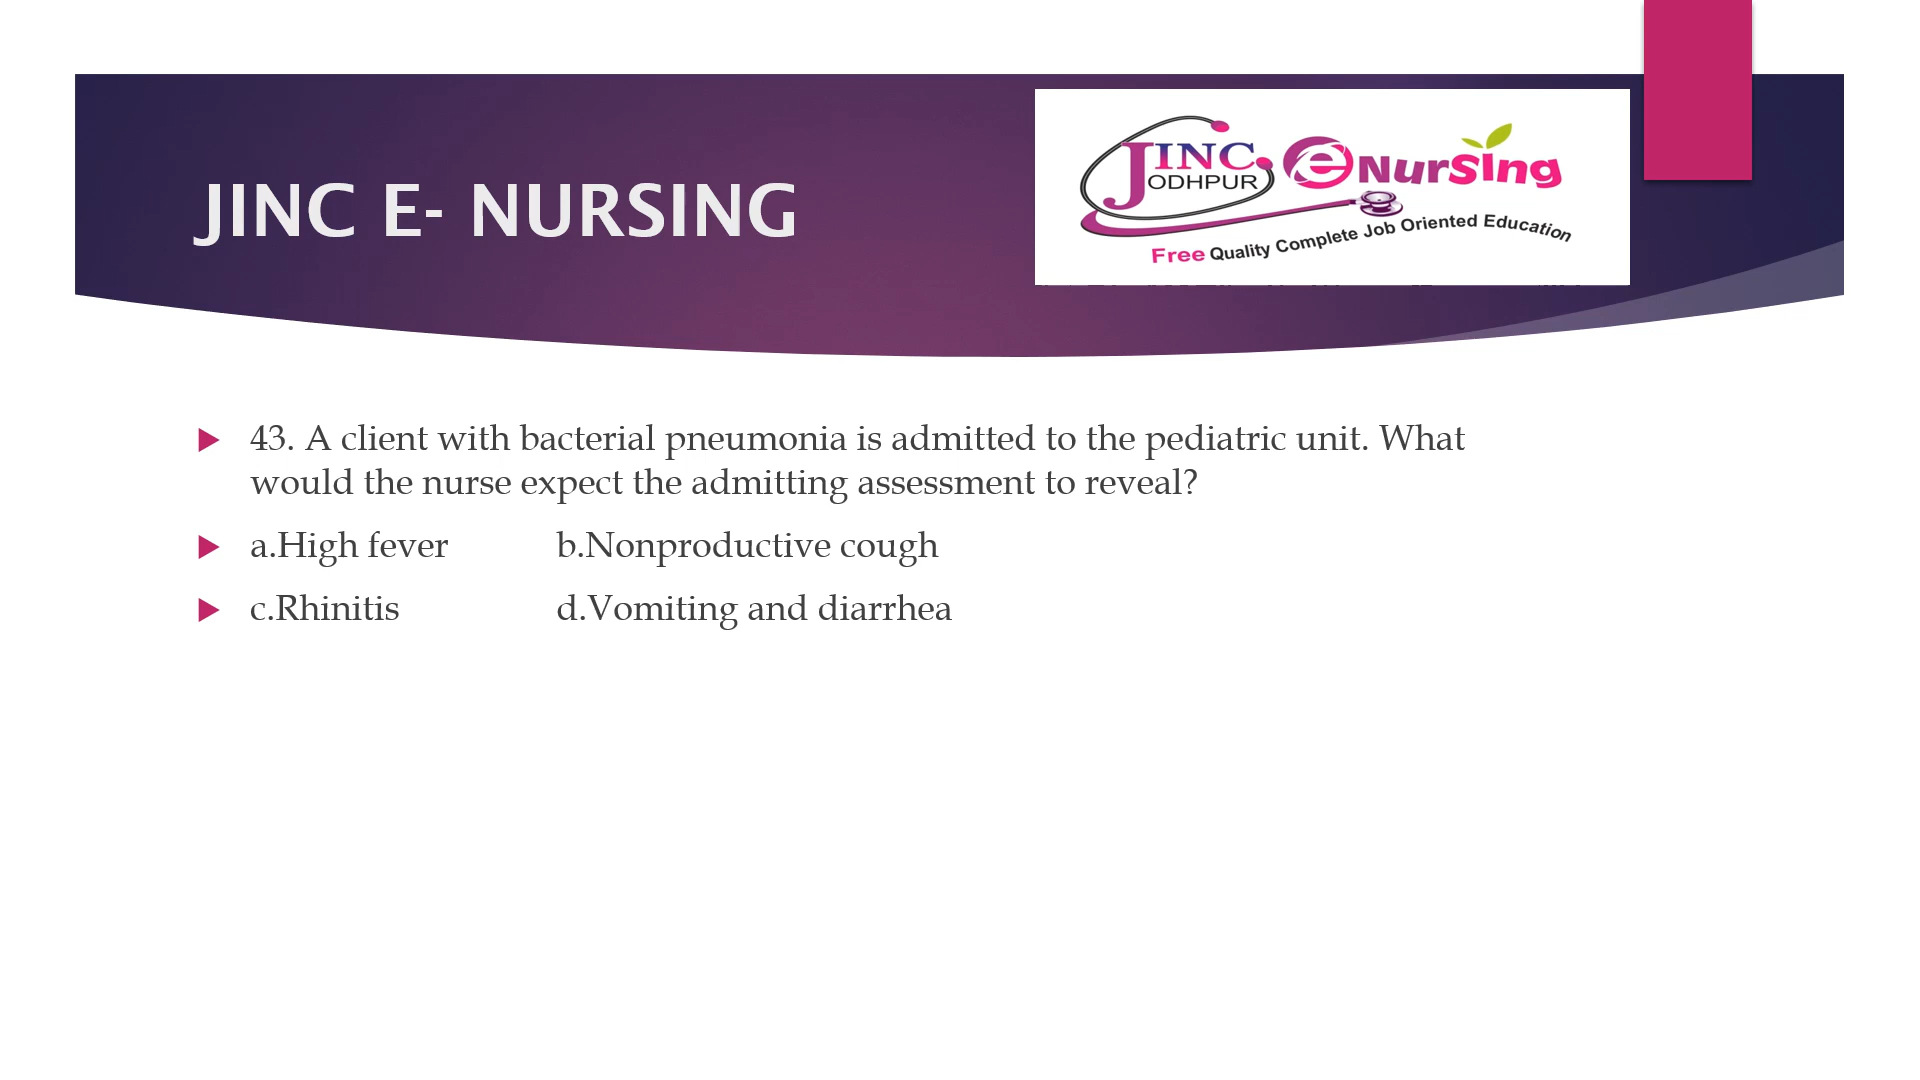 JINC E- NURSING
JINC
JODHPUR
eNursing
Free Quality Complete Job Oriented Education
43. A client with bacterial pneumonia is admitted to the pediatric unit. What
would the nurse expect the admitting assessment to reveal?
a.High fever b.Nonproductive cough
c.Rhinitis d.Vomiting and diarrhea